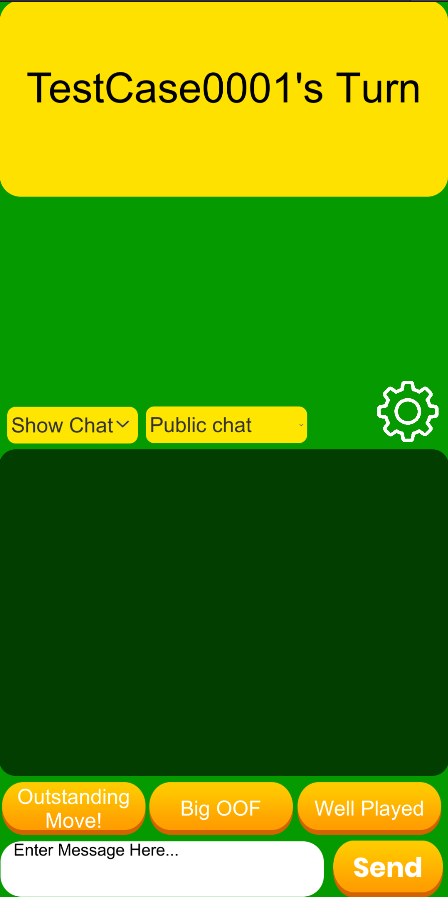 TestCase0001's Turn
Show Chat
Public chat
Outstanding
Move!
Big OOF
Well Played
Enter Message Here...
Send